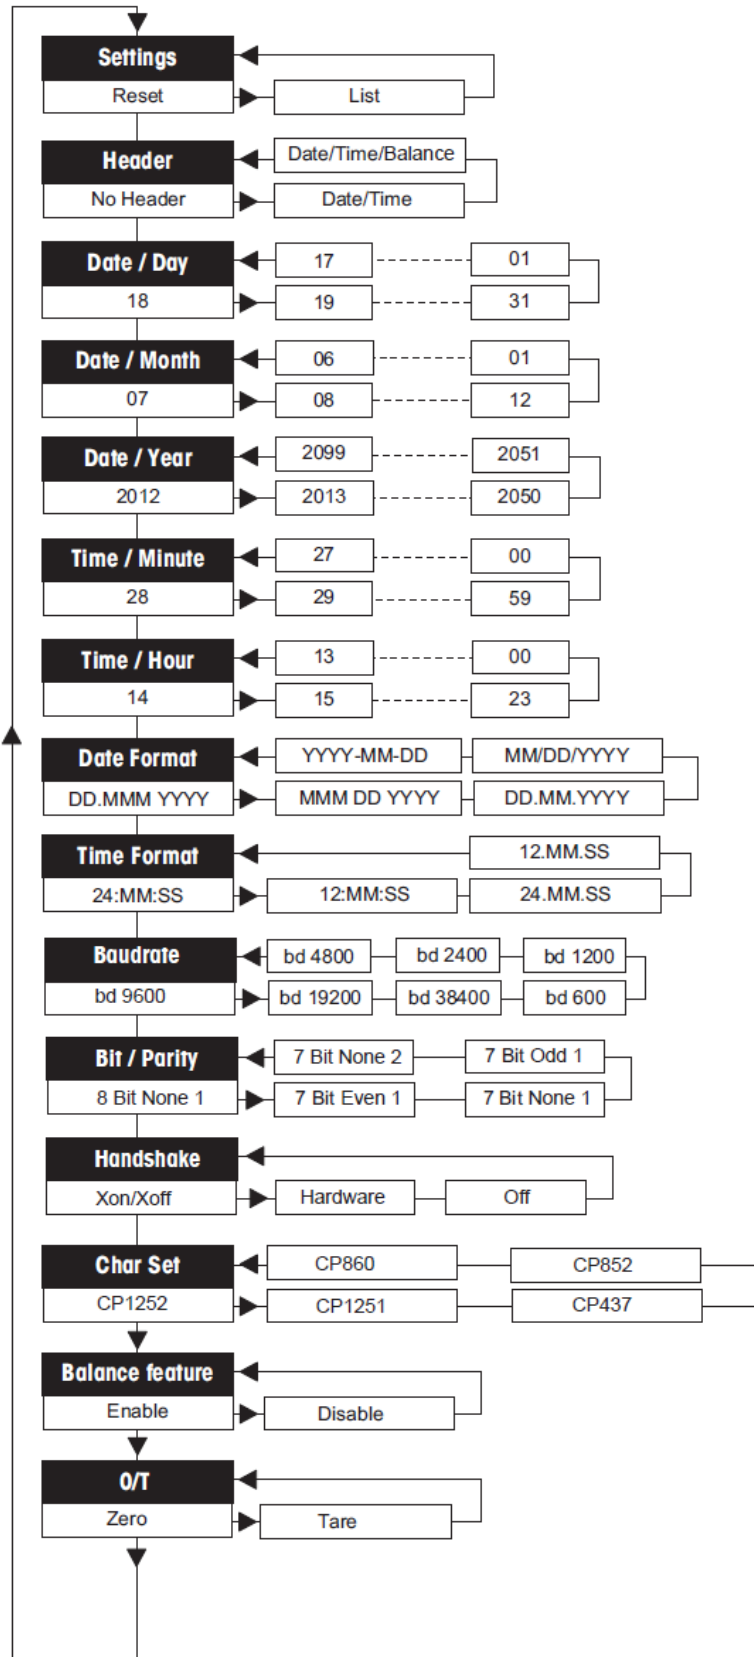 Settings
Reset
List
Header
Date/Time/Balance
No Header
Date/Time
Date / Day
17
01
18
19
31
Date / Month
06
01
07
08
12
Date / Year
2099
2051
2012
2013
2050
Time / Minute
27
00
28
29
59
Time / Hour
13
00
14
15
23
Date Format
YYYY-MM-DD
MM/DD/YYYY
DD.MMM YYYY
MMM DD YYYY
DD.MM.YYYY
Time Format
12.MM.SS
24:MM:SS
12:MM:SS
24.MM.SS
Baudrate
bd 4800
bd 2400
bd 1200
bd 9600
bd 19200
bd 38400
bd 600
Bit / Parity
7 Bit None 2
7 Bit Odd 1
8 Bit None 1
7 Bit Even 1
7 Bit None 1
Handshake
Xon/Xoff
Hardware
Off
Char Set
CP860
CP852
CP1252
CP1251
CP437
Balance feature
Enable
Disable
0/T
Zero
Tare